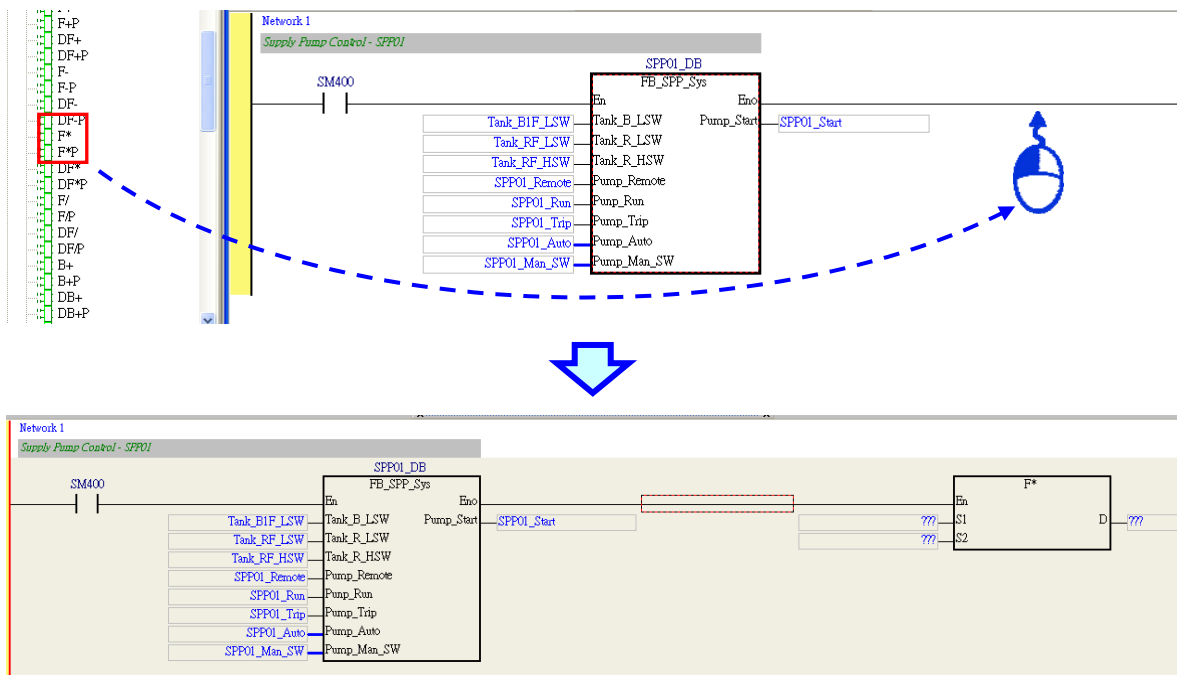 F+P
DF+
DF+P
F-
F-P
DF-
DF-P
F*
F*P
DF*
DF*P
F/
F/P
DF/
DF/P
B+
B+P
DB+
DB+P
Network 1
Supply Pump Control - SPP01
SM400
SPP01_DB
FB_SPP_Sys
En Eno
Tank_B1F_LSW Tank_B_LSW Pump_Start SPP01_Start
Tank_RF_LSW Tank_R_LSW
Tank_RF_HSW Tank_R_HSW
SPP01_Remote Pump_Remote
SPP01_Run Punp_Run
SPP01_Trip Pump_Trip
SPP01_Auto Pump_Auto
SPP01_Man_SW Pump_Man_SW
Network 1
Supply Pump Control - SPP01
SM400
SPP01_DB
FB_SPP_Sys
F*
En Eno En
Tank_B1F_LSW Tank_B_LSW Pump_Start SPP01_Start ??? S1 D ???
Tank_RF_LSW Tank_R_LSW ??? S2
Tank_RF_HSW Tank_R_HSW
SPP01_Remote Pump_Remote
SPP01_Run Punp_Run
SPP01_Trip Pump_Trip
SPP01_Auto Pump_Auto
SPP01_Man_SW Pump_Man_SW